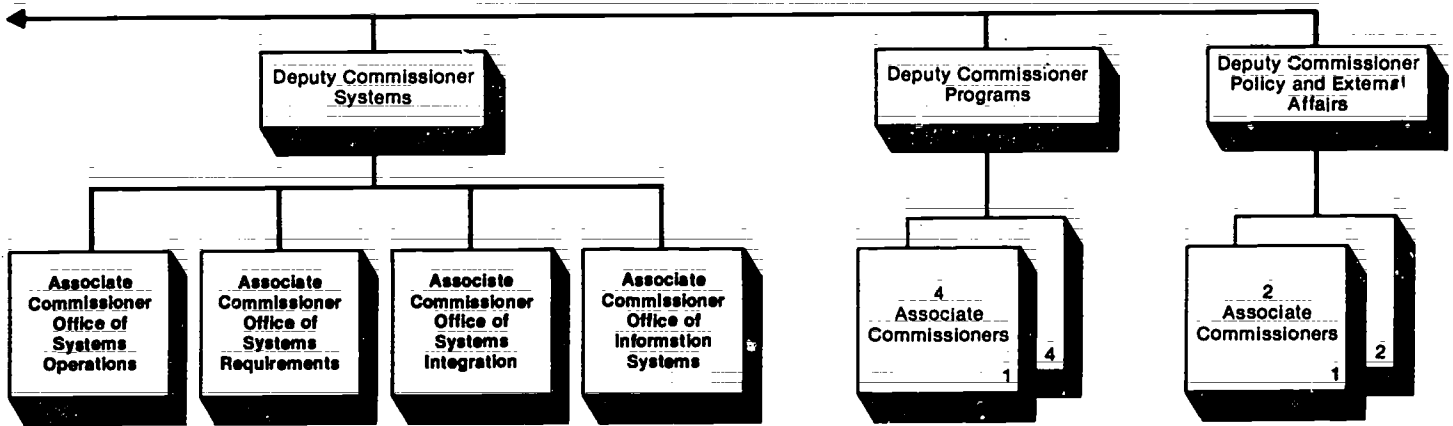 Deputy Commissioner
Systems
Deputy Commissioner
Programs
Deputy Commissioner
Policy and External
Affairs
Associate
Commissioner
Office of
Systems
Operations
Associate
Commissioner
Office of
Systems
Requirements
Associate
Commissioner
Office of
Systems
Integration
Associate
Commissioner
Office of
Information
Systems
4
Associate
Commissioners
1
4
2
Associate
Commissioners
1
2